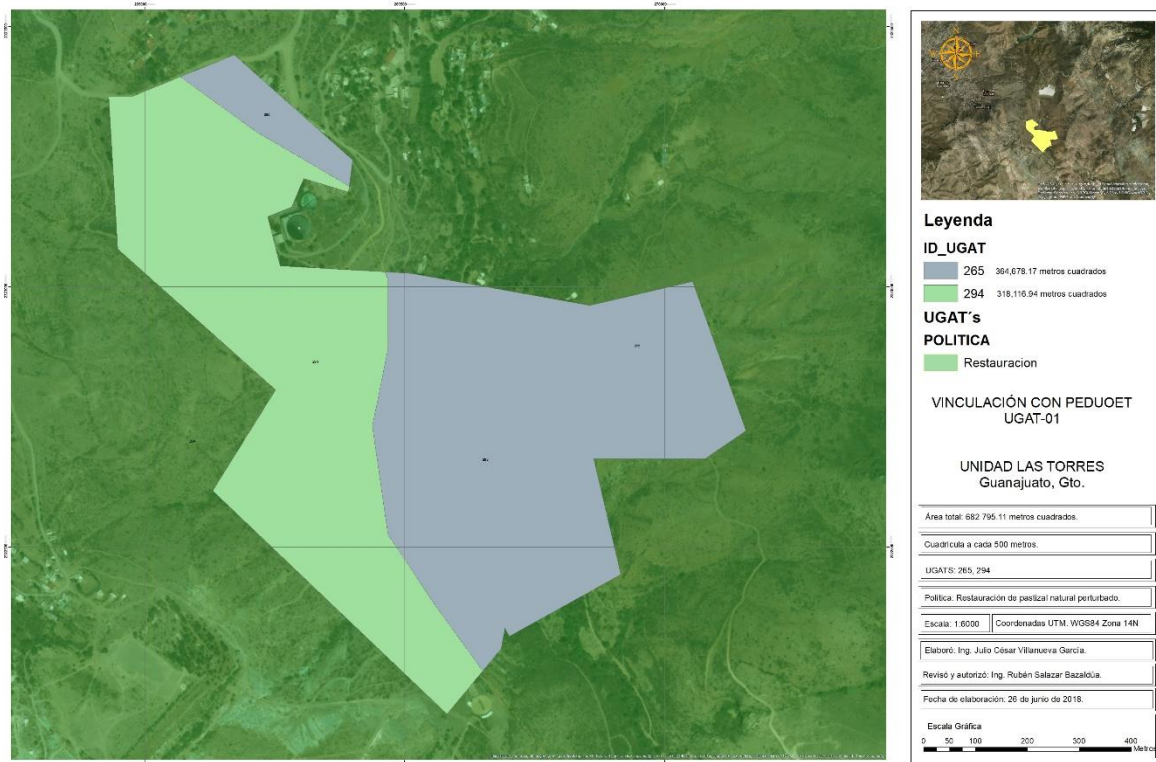 Leyenda
ID_UGAT
265 364,678.17 metros cuadrados
294 318,116.94 metros cuadrados
UGAT´s
POLITICA
Restauracion
VINCULACIÓN CON PEDUOET
UGAT-01
UNIDAD LAS TORRES
Guanajuato, Gto.
Área total: 682 795.11 metros cuadrados.
Cuadrícula a cada 500 metros.
UGATS: 265, 294
Política: Restauración de pastizal natural perturbado.
Escala: 1:6000 Coordenadas UTM. WGS84 Zona 14N
Elaboró: Ing. Julio César Villanueva García.
Revisó y autorizó: Ing. Rubén Salazar Bazaldúa.
Fecha de elaboración: 26 de junio de 2018.
Escala Gráfica
0 50 100 200 300 400
Metros